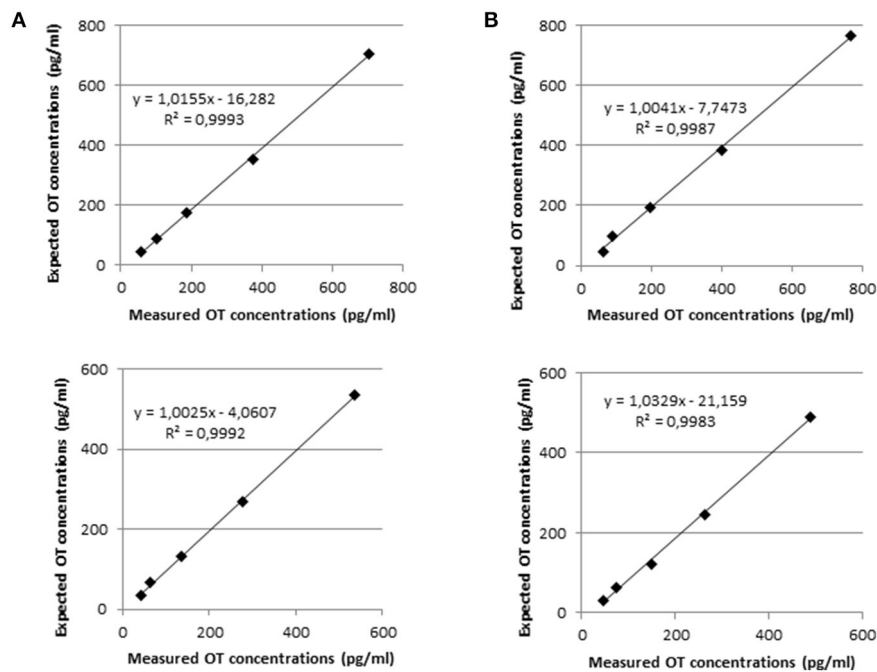 A
Expected OT concentrations (pg/ml)
800
600
400
200
0
y = 1,0155x - 16,282
R² = 0,9993
0 200 400 600 800
Measured OT concentrations (pg/ml)
B
Expected OT concentrations (pg/ml)
800
600
400
200
0
y = 1,0041x - 7,7473
R² = 0,9987
0 200 400 600 800
Measured OT concentrations (pg/ml)
Expected OT concentrations (pg/ml)
600
400
200
0
y = 1,0025x - 4,0607
R² = 0,9992
0 200 400 600
Measured OT concentrations (pg/ml)
Expected OT concentrations (pg/ml)
600
400
200
0
y = 1,0329x - 21,159
R² = 0,9983
0 200 400 600
Measured OT concentrations (pg/ml)